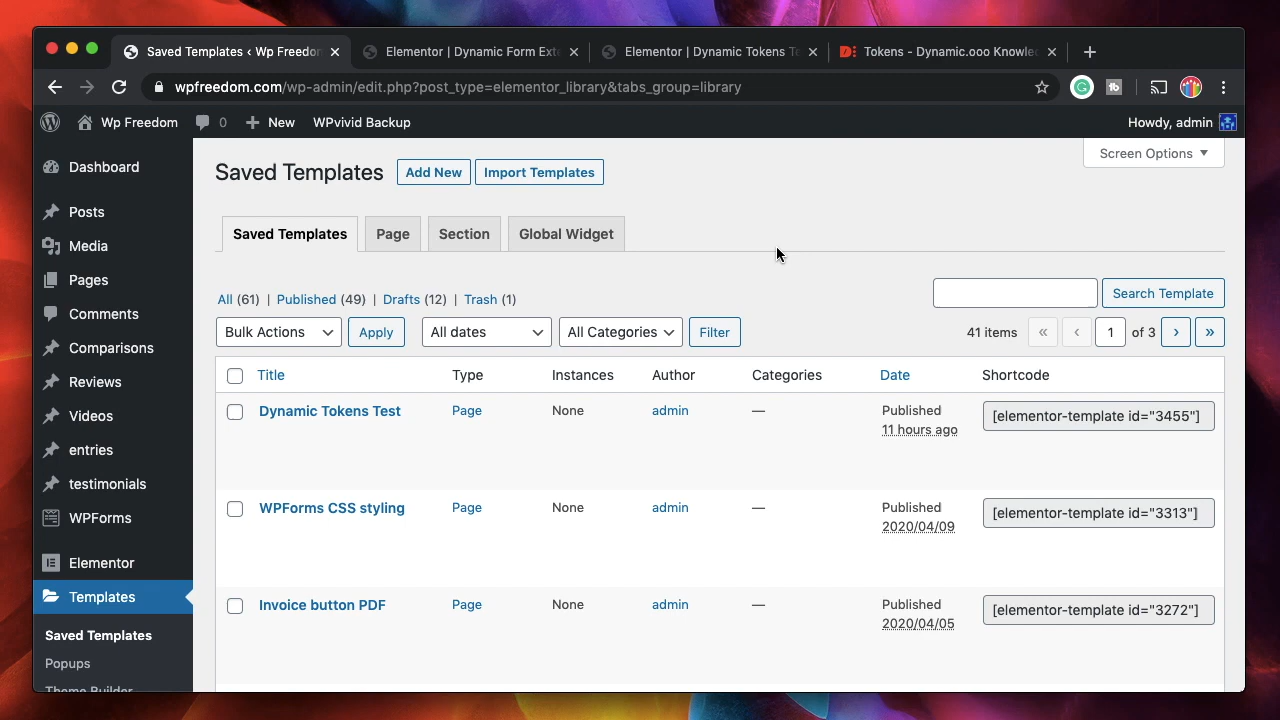 Saved Templates ‹ Wp Freedom
Elementor | Dynamic Form Ext
Elementor | Dynamic Tokens Te
D: Tokens - Dynamic.ooo Knowle
wpfreedom.com/wp-admin/edit.php?post_type=elementor_library&tabs_group=library
Wp Freedom 0 New WPvivid Backup Howdy, admin
Screen Options
Dashboard
Posts
Media
Pages
Comments
Comparisons
Reviews
Videos
entries
testimonials
WPForms
Elementor
Templates
Saved Templates
Popups
Theme Builder
Saved Templates Add New Import Templates
Saved Templates Page Section Global Widget
All (61) | Published (49) | Drafts (12) | Trash (1)
Search Template
Bulk Actions Apply All dates All Categories Filter 41 items « ‹ 1 of 3 › »
Title Type Instances Author Categories Date Shortcode
Dynamic Tokens Test Page None admin — Published [elementor-template id="3455"]
11 hours ago
WPForms CSS styling Page None admin — Published [elementor-template id="3313"]
2020/04/09
Invoice button PDF Page None admin — Published [elementor-template id="3272"]
2020/04/05